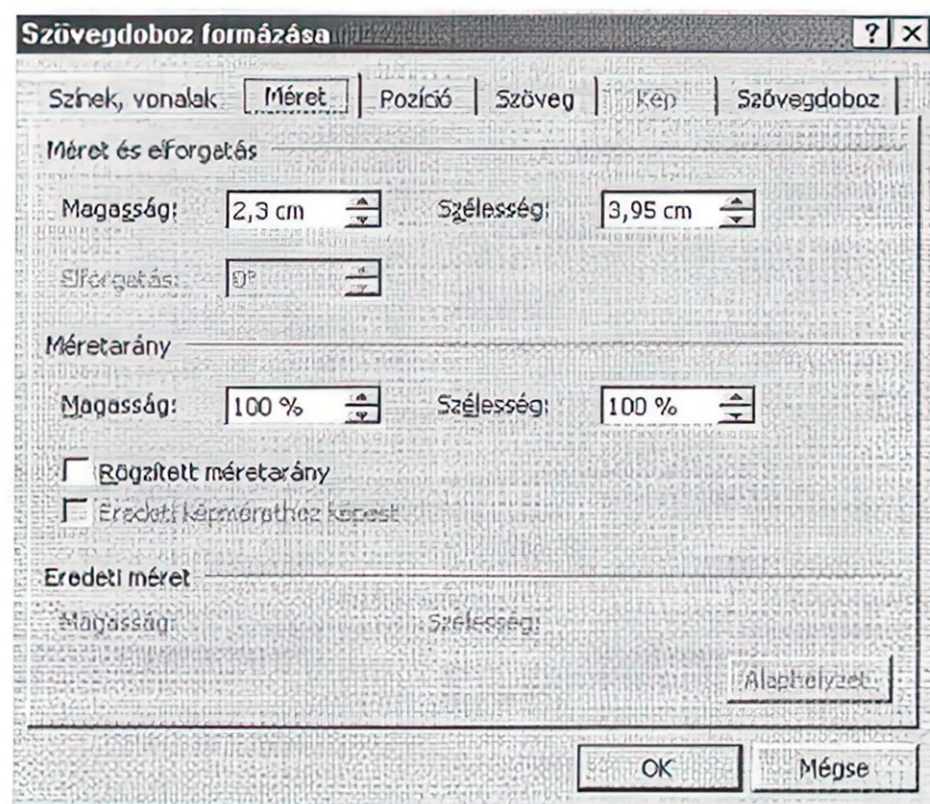 Szövegdoboz formázása ? ×
Színek, vonalak Méret Pozíció Szöveg Kép Szövegdoboz
Méret és elforgatás
Magasság: 2,3 cm Szélesség: 3,95 cm
Elforgatás: 0°
Méretarány
Magasság: 100 % Szélesség: 100 %
Rögzített méretarány
Eredeti képmérethez képest
Eredeti méret
Magasság: Szélesség:
Alaphelyzet
OK Mégse